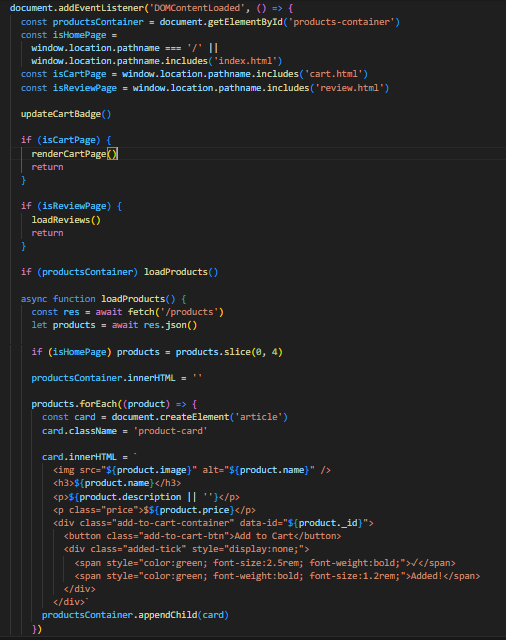 document.addEventListener('DOMContentLoaded', () => {
  const productsContainer = document.getElementById('products-container')
  const isHomePage =
    window.location.pathname === '/' ||
    window.location.pathname.includes('index.html')
  const isCartPage = window.location.pathname.includes('cart.html')
  const isReviewPage = window.location.pathname.includes('review.html')

  updateCartBadge()

  if (isCartPage) {
    renderCartPage()
    return
  }

  if (isReviewPage) {
    loadReviews()
    return
  }

  if (productsContainer) loadProducts()

  async function loadProducts() {
    const res = await fetch('/products')
    let products = await res.json()

    if (isHomePage) products = products.slice(0, 4)

    productsContainer.innerHTML = ''

    products.forEach((product) => {
      const card = document.createElement('article')
      card.className = 'product-card'

      card.innerHTML = `
        <img src="${product.image}" alt="${product.name}" />
        <h3>${product.name}</h3>
        <p>${product.description || ''}</p>
        <p class="price">$${product.price}</p>
        <div class="add-to-cart-container" data-id="${product._id}">
          <button class="add-to-cart-btn">Add to Cart</button>
          <div class="added-tick" style="display:none;">
            <span style="color:green; font-size:2.5rem; font-weight:bold;">✓</span>
            <span style="color:green; font-weight:bold; font-size:1.2rem;">Added!</span>
          </div>
        </div>`
      productsContainer.appendChild(card)
    })